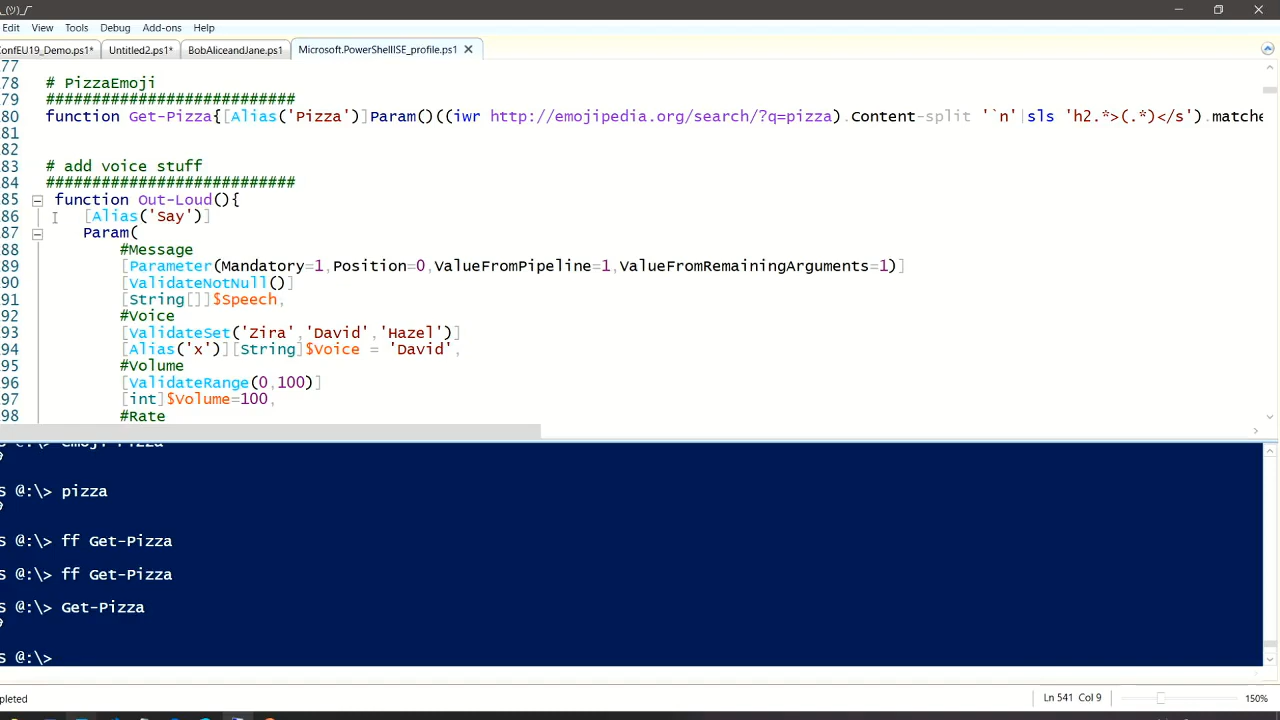 Edit View Tools Debug Add-ons Help
onfEU19_Demo.ps1* Untitled2.ps1* BobAliceandJane.ps1 Microsoft.PowerShellISE_profile.ps1
77
78 # PizzaEmoji
79 ###########################
80 function Get-Pizza{[Alias('Pizza')]Param()((iwr http://emojipedia.org/search/?q=pizza).Content-split '`n'|sls 'h2.*>(.*)</s').matche
81
82
83 # add voice stuff
84 ###########################
85 function Out-Loud(){
86 [Alias('Say')]
87 Param(
88 #Message
89 [Parameter(Mandatory=1,Position=0,ValueFromPipeline=1,ValueFromRemainingArguments=1)]
90 [ValidateNotNull()]
91 [String[]]$Speech,
92 #Voice
93 [ValidateSet('Zira','David','Hazel')]
94 [Alias('x')][String]$Voice = 'David',
95 #Volume
96 [ValidateRange(0,100)]
97 [int]$Volume=100,
98 #Rate
S @:\> pizza
S @:\> ff Get-Pizza
S @:\> ff Get-Pizza
S @:\> Get-Pizza
S @:\>
pleted Ln 541 Col 9 150%